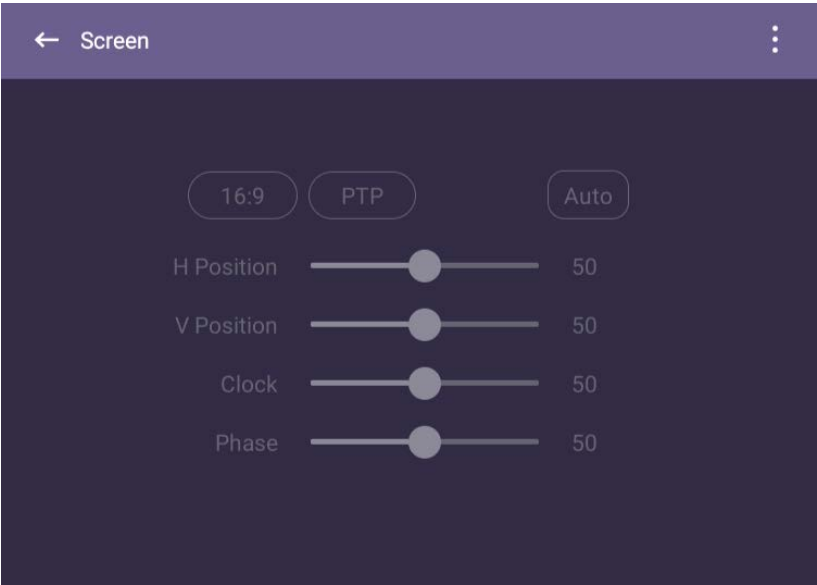 Screen
16:9 PTP Auto
H Position 50
V Position 50
Clock 50
Phase 50